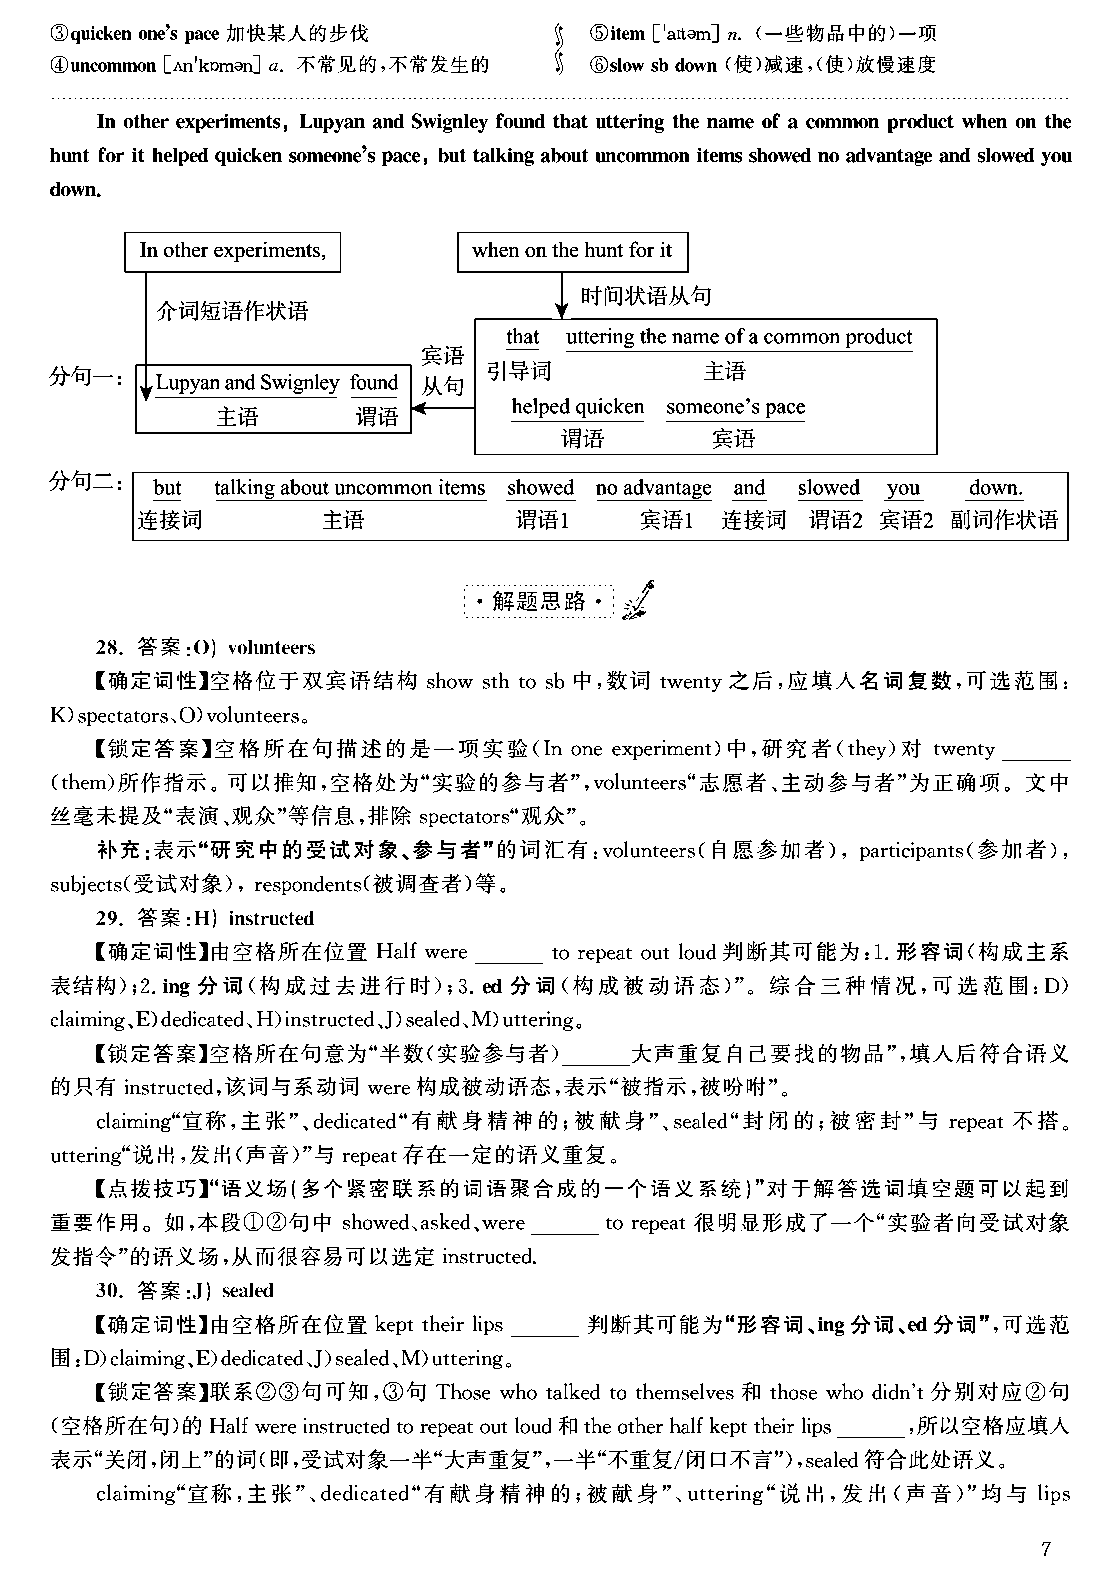 ③quicken one's pace 加快某人的步伐
④uncommon [ʌn'kɒmən] a. 不常见的,不常发生的
⑤item ['aɪtəm] n. (一些物品中的)一项
⑥slow sb down (使)减速,(使)放慢速度
In other experiments, Lupyan and Swignley found that uttering the name of a common product when on the
hunt for it helped quicken someone's pace, but talking about uncommon items showed no advantage and slowed you
down.
In other experiments, when on the hunt for it
介词短语作状语 时间状语从句
that uttering the name of a common product
引导词 主语
宾语
从句
分句一: Lupyan and Swignley found
主语 谓语
helped quicken someone's pace
谓语 宾语
分句二: but talking about uncommon items showed no advantage and slowed you down.
连接词 主语 谓语1 宾语1 连接词 谓语2 宾语2 副词作状语
·解题思路·
28. 答案:O) volunteers
【确定词性】空格位于双宾语结构 show sth to sb 中,数词 twenty 之后,应填入名词复数,可选范围:
K)spectators、O)volunteers。
【锁定答案】空格所在句描述的是一项实验(In one experiment)中,研究者(they)对 twenty ______
(them)所作指示。可以推知,空格处为“实验的参与者”,volunteers“志愿者、主动参与者”为正确项。文中
丝毫未提及“表演、观众”等信息,排除 spectators“观众”。
补充:表示“研究中的受试对象、参与者”的词汇有:volunteers(自愿参加者), participants(参加者),
subjects(受试对象), respondents(被调查者)等。
29. 答案:H) instructed
【确定词性】由空格所在位置 Half were ______ to repeat out loud 判断其可能为:1. 形容词(构成主系
表结构);2. ing 分词(构成过去进行时);3. ed 分词(构成被动语态)”。综合三种情况,可选范围:D)
claiming、E)dedicated、H)instructed、J)sealed、M)uttering。
【锁定答案】空格所在句意为“半数(实验参与者)______大声重复自己要找的物品”,填入后符合语义
的只有 instructed,该词与系动词 were 构成被动语态,表示“被指示,被吩咐”。
claiming“宣称,主张”、dedicated“有献身精神的;被献身”、sealed“封闭的;被密封”与 repeat 不搭。
uttering“说出,发出(声音)”与 repeat 存在一定的语义重复。
【点拨技巧】“语义场(多个紧密联系的词语聚合成的一个语义系统)”对于解答选词填空题可以起到
重要作用。如,本段①②句中 showed、asked、were ______ to repeat 很明显形成了一个“实验者向受试对象
发指令”的语义场,从而很容易可以选定 instructed.
30. 答案:J) sealed
【确定词性】由空格所在位置 kept their lips ______ 判断其可能为“形容词、ing 分词、ed 分词”,可选范
围:D)claiming、E)dedicated、J)sealed、M)uttering。
【锁定答案】联系②③句可知,③句 Those who talked to themselves 和 those who didn't 分别对应②句
(空格所在句)的 Half were instructed to repeat out loud 和 the other half kept their lips ______,所以空格应填入
表示“关闭,闭上”的词(即,受试对象一半“大声重复”,一半“不重复/闭口不言”),sealed 符合此处语义。
claiming“宣称,主张”、dedicated“有献身精神的;被献身”、uttering“说出,发出(声音)”均与 lips
7